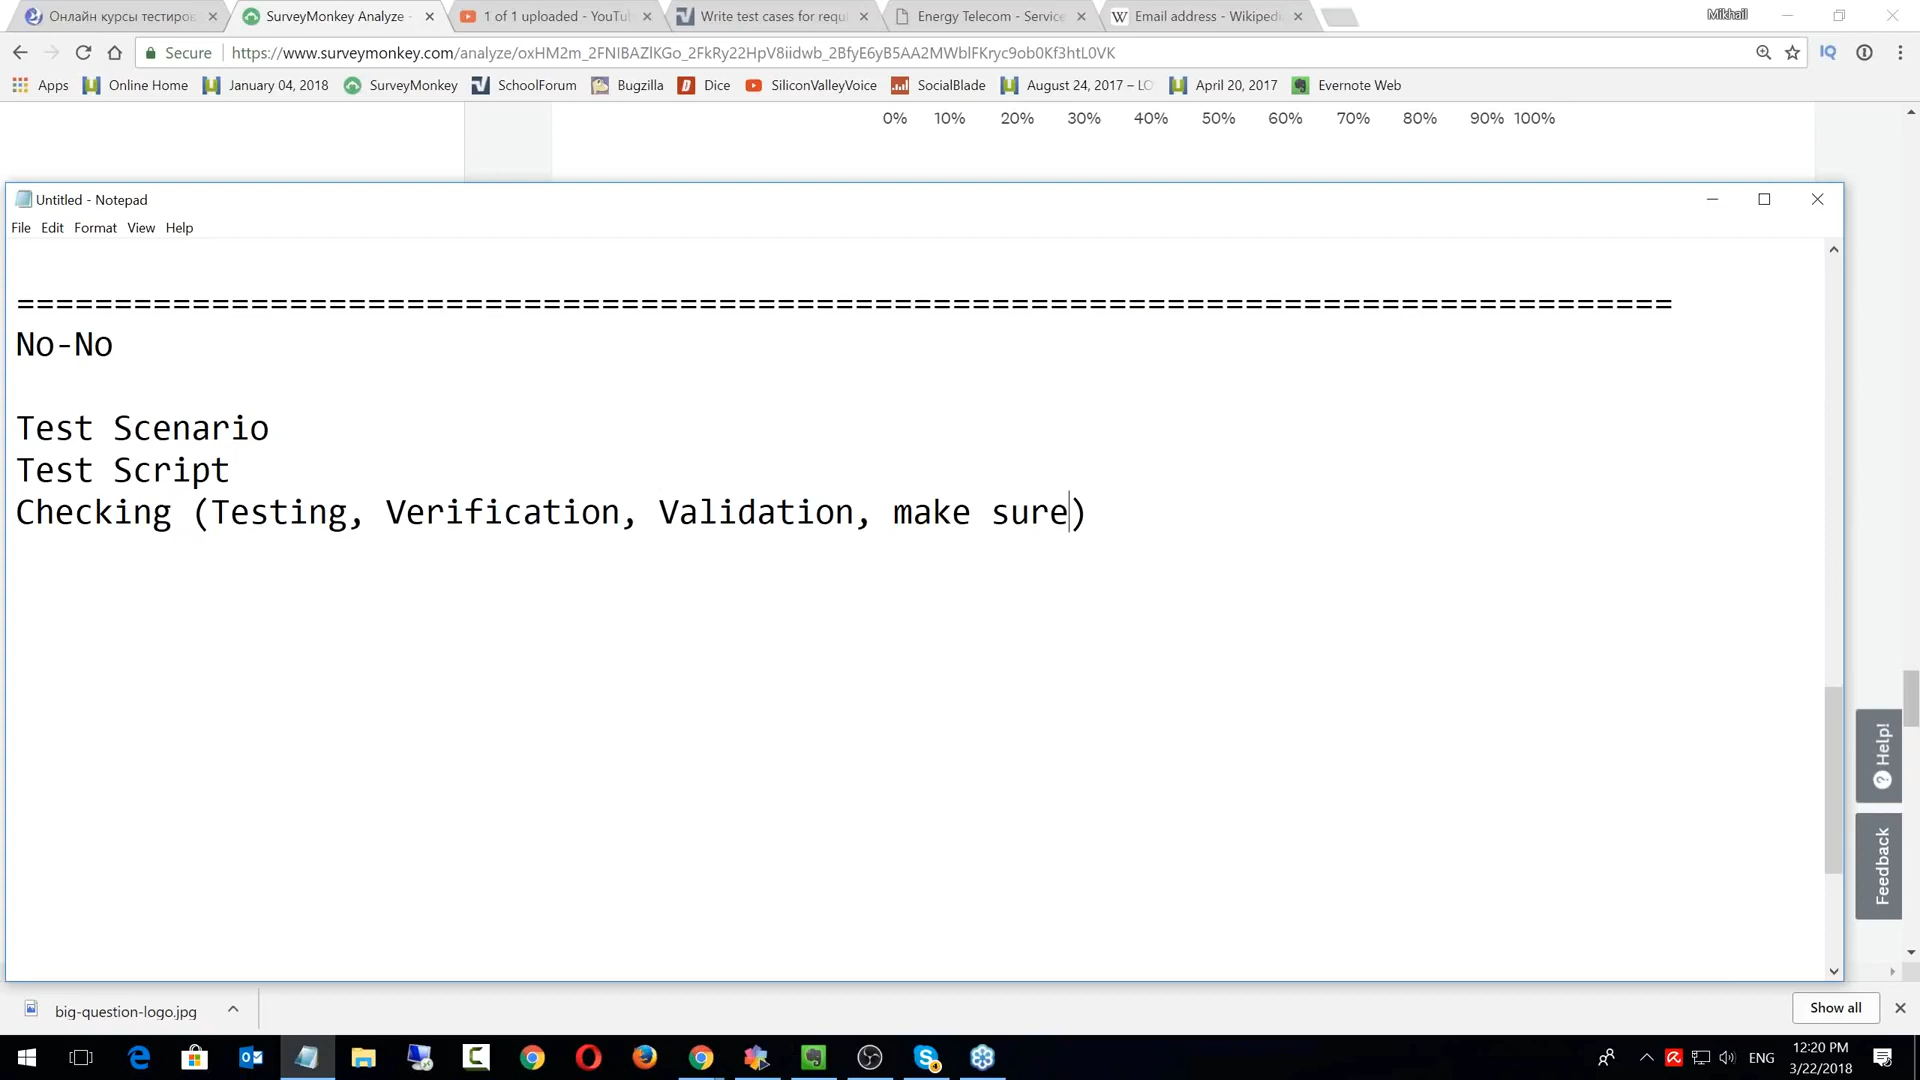 Онлайн курсы тестиров
SurveyMonkey Analyze -
1 of 1 uploaded - YouTu
Write test cases for requi
Energy Telecom - Service
Email address - Wikiped
Mikhail
Secure
https://www.surveymonkey.com/analyze/oxHM2m_2FNIBAZlKGo_2FkRy22HpV8iidwb_2BfyE6yB5AA2MWblFKryc9ob0Kf3htL0VK
Apps
Online Home
January 04, 2018
SurveyMonkey
SchoolForum
Bugzilla
Dice
SiliconValleyVoice
SocialBlade
August 24, 2017 – LO
April 20, 2017
Evernote Web
0% 10% 20% 30% 40% 50% 60% 70% 80% 90% 100%
Untitled - Notepad
File Edit Format View Help
=====================================================================================
No-No
Test Scenario
Test Script
Checking (Testing, Verification, Validation, make sure)
Help!
Feedback
big-question-logo.jpg
Show all
ENG
12:20 PM
3/22/2018